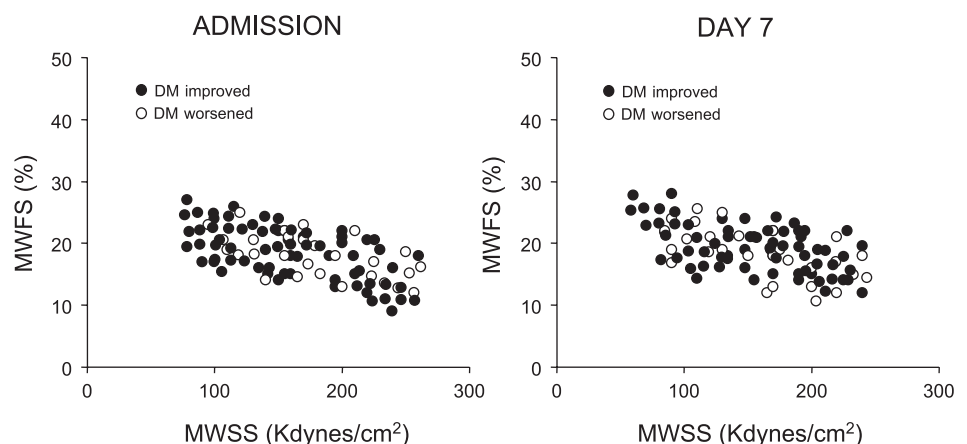 ADMISSION
50
40
30
20
10
0
MWFS (%)
DM improved
DM worsened
0
100
200
300
MWSS (Kdynes/cm²)
DAY 7
50
40
30
20
10
0
MWFS (%)
DM improved
DM worsened
0
100
200
300
MWSS (Kdynes/cm²)